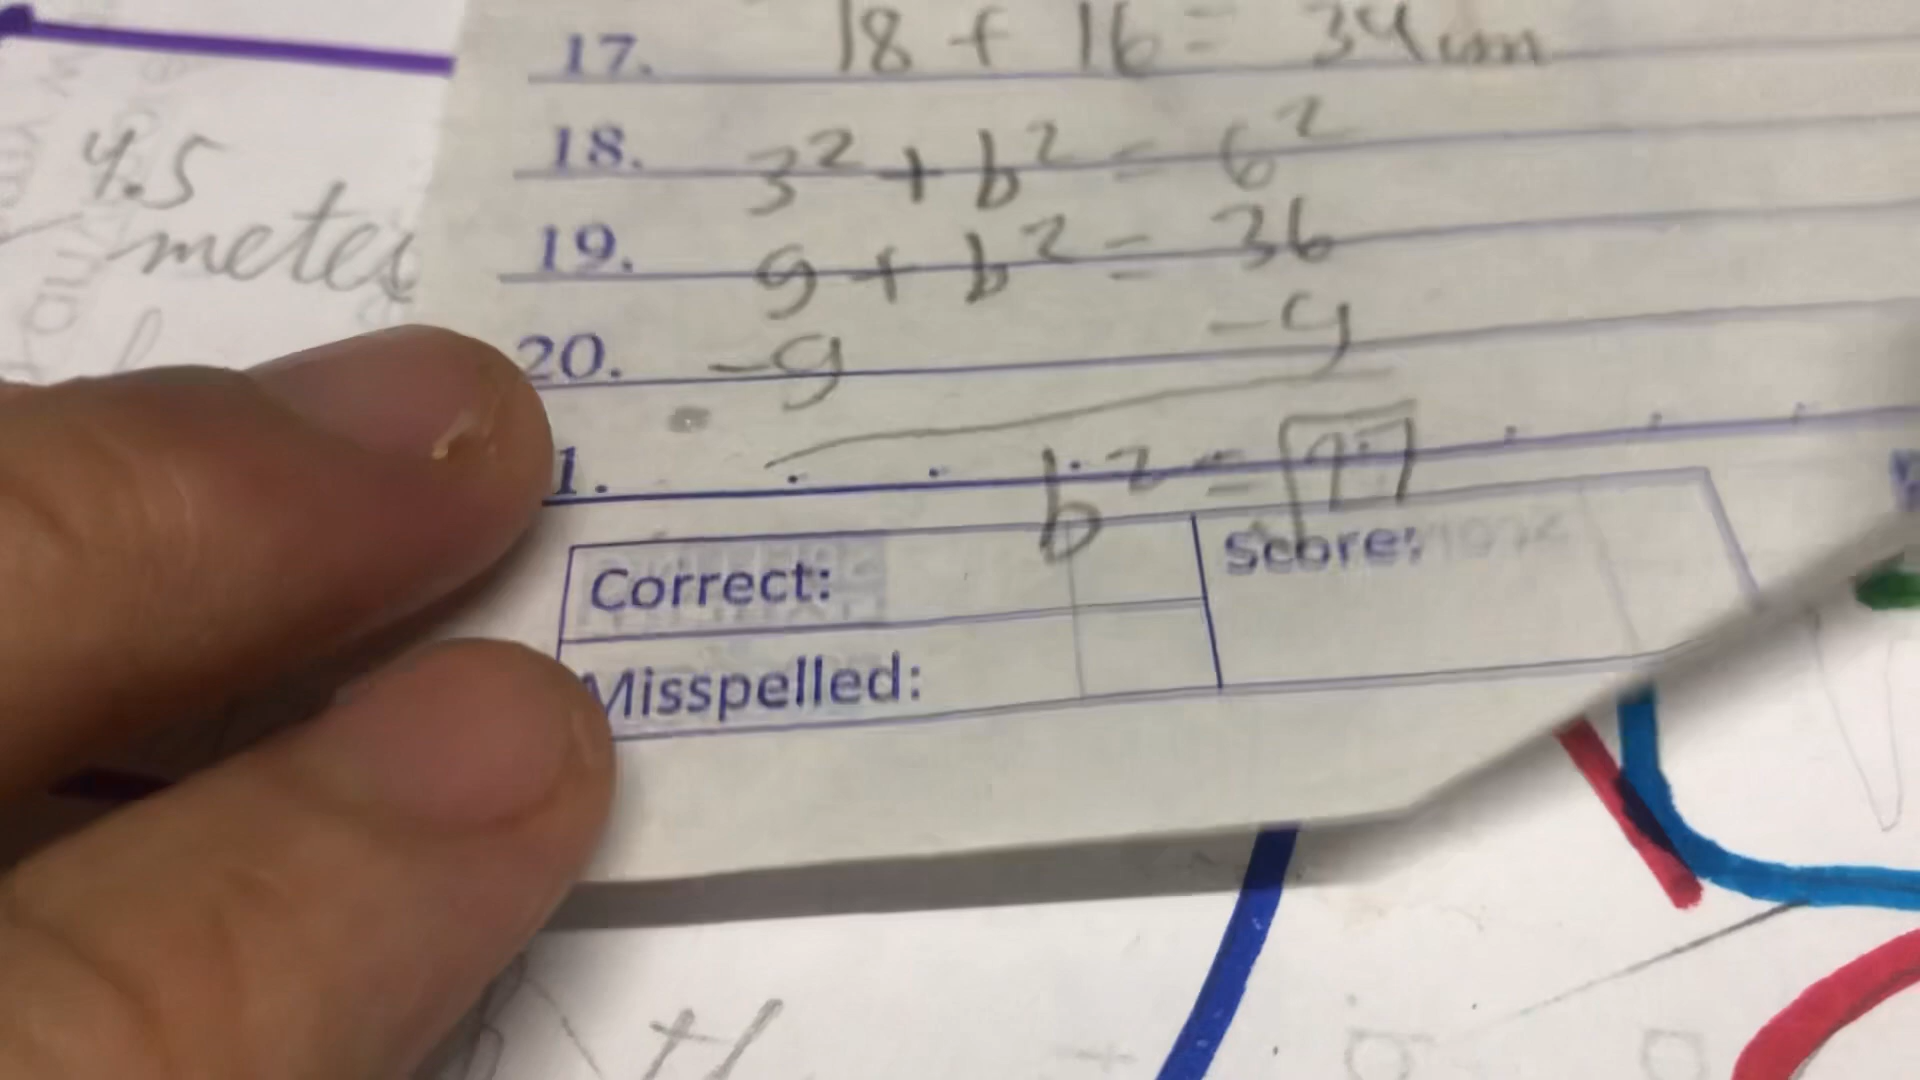 4.5
meter
17. 18 + 16 = 34 cm
18. 3² + b² = 6²
19. 9 + b² = 36
20. -9 -9
1. b² =
Correct:
Score:
Misspelled: